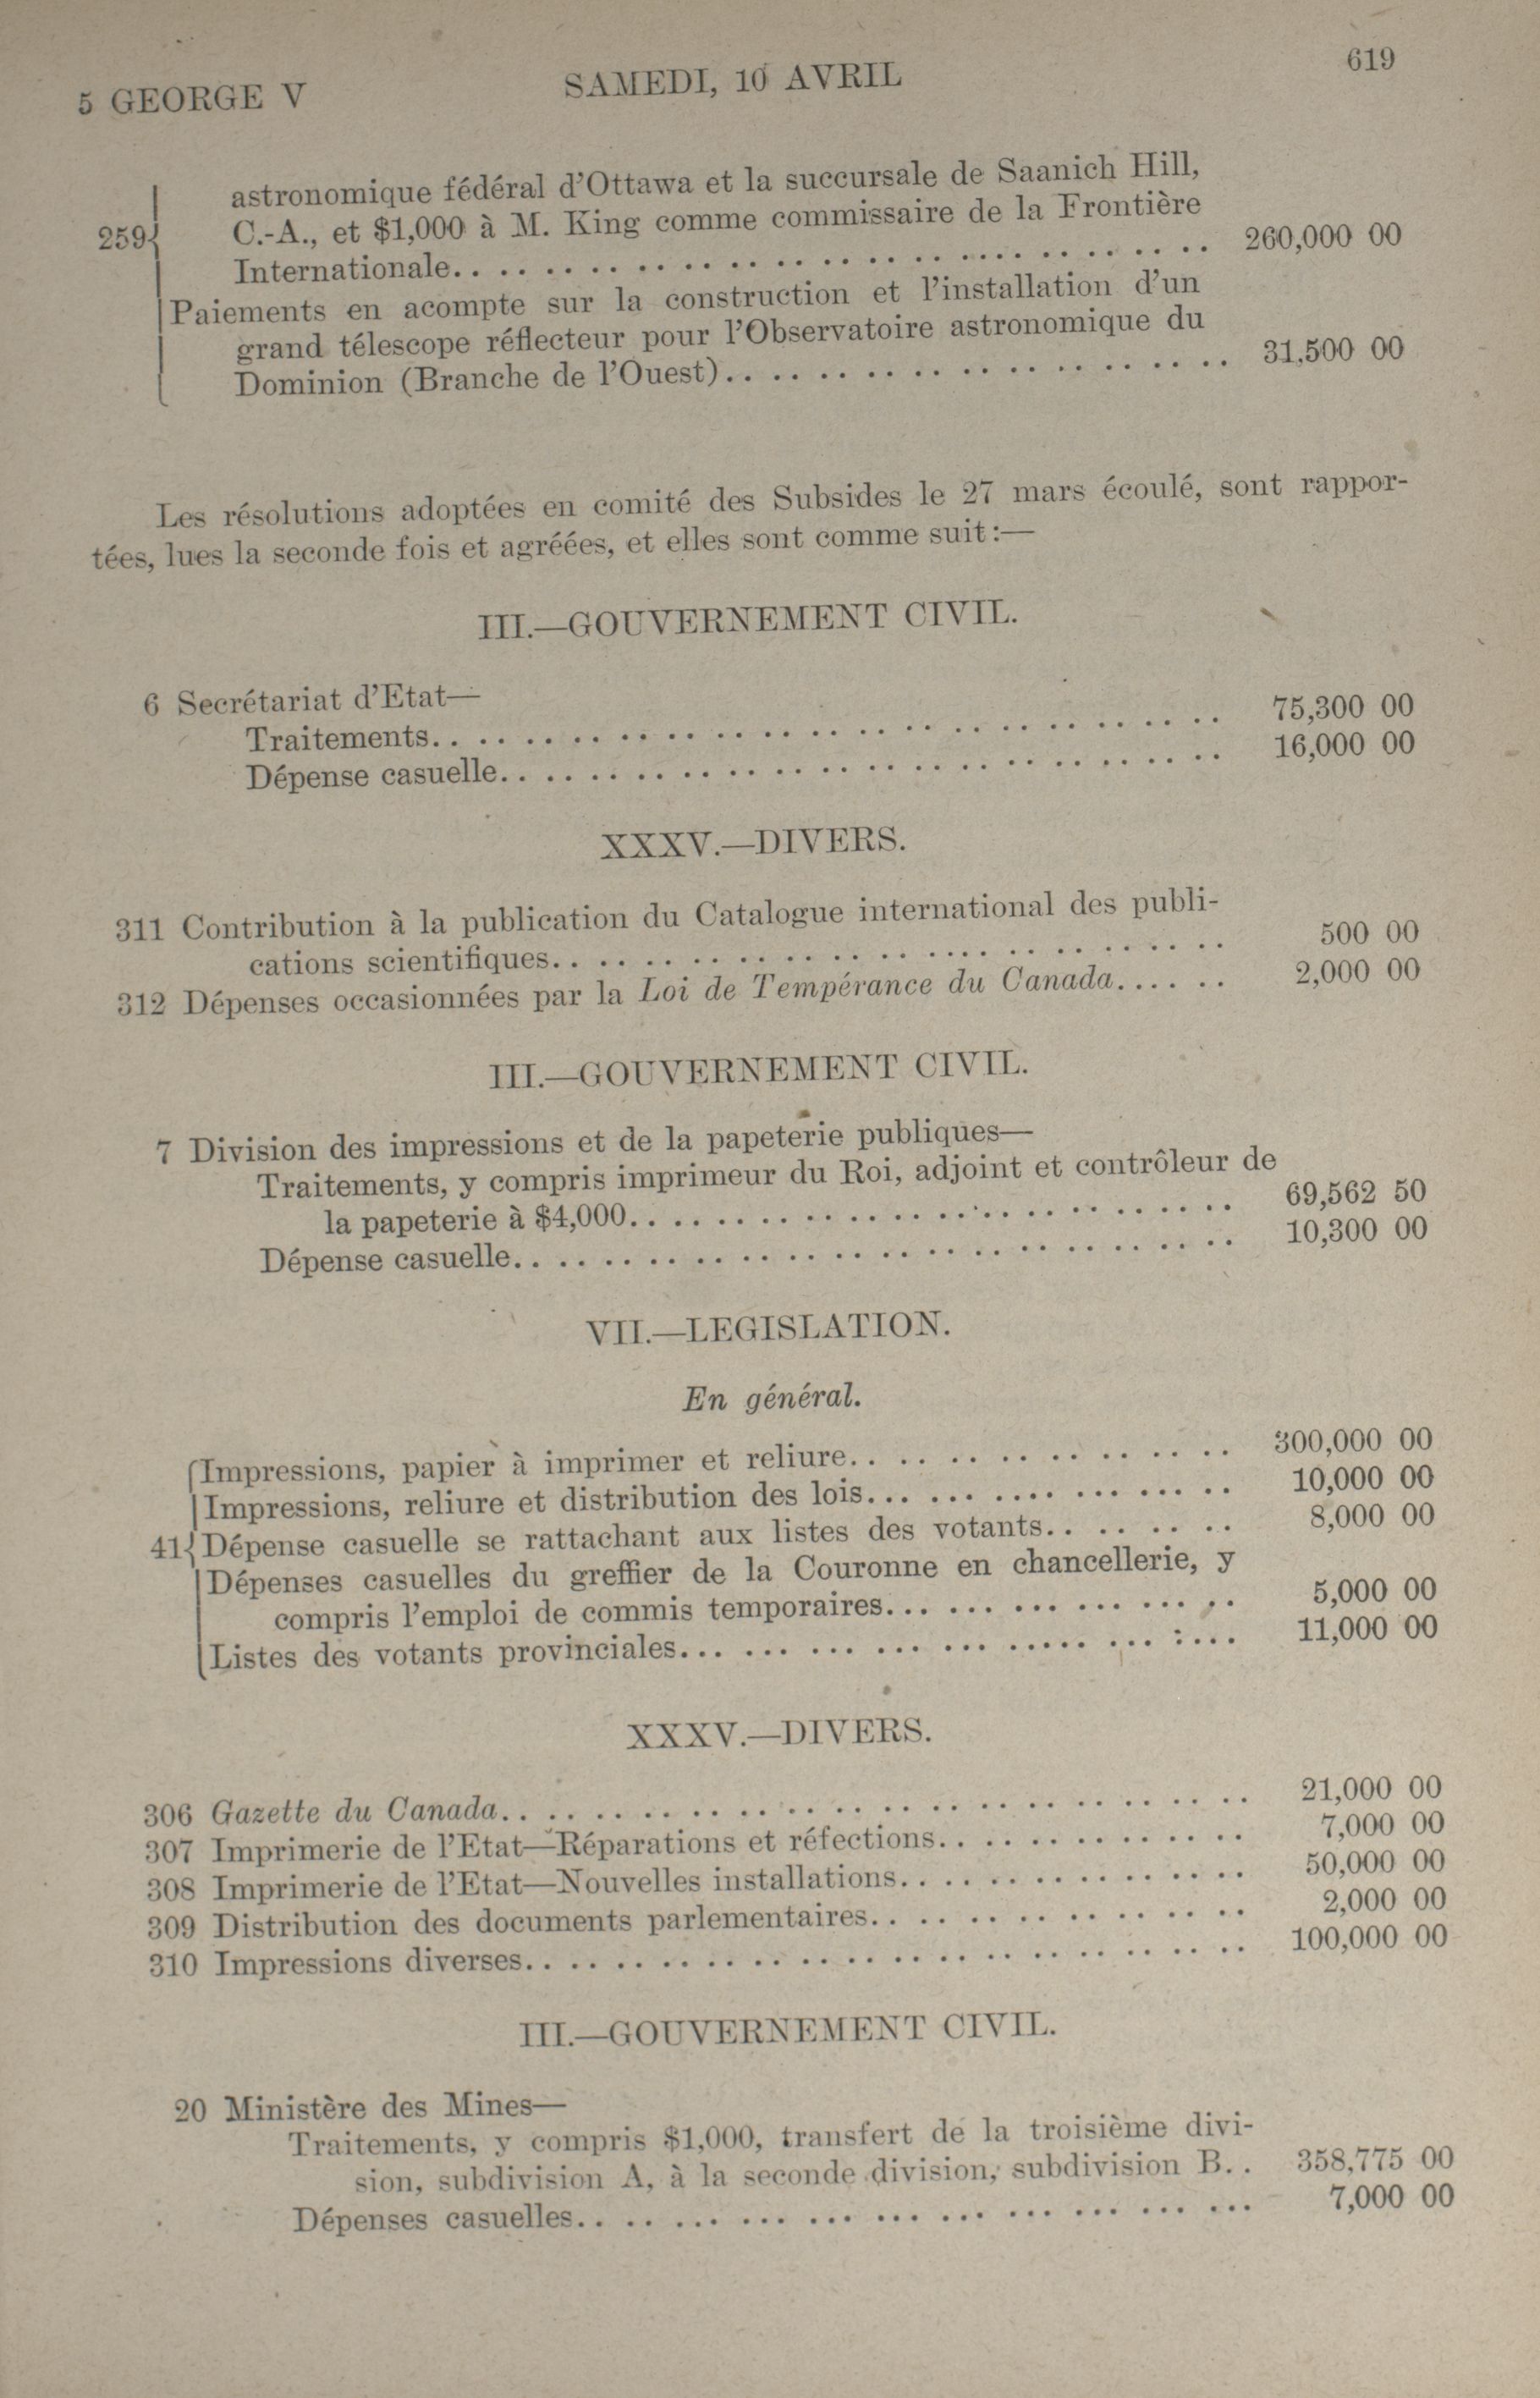 5 GEORGE V SAMEDI, 10 AVRIL 619
astronomique fédéral d'Ottawa et la succursale de Saanich Hill,
259 C.-A., et $1,000 à M. King comme commissaire de la Frontière
Internationale.. .. .. .. .. .. .. .. .. .. .. .. .. .. .. .. 260,000 00
Paiements en acompte sur la construction et l'installation d'un
grand télescope réflecteur pour l'Observatoire astronomique du
Dominion (Branche de l'Ouest).. .. .. .. .. .. .. .. .. .. .. 31,500 00
Les résolutions adoptées en comité des Subsides le 27 mars écoulé, sont rappor-
tées, lues la seconde fois et agréées, et elles sont comme suit:—
III.—GOUVERNEMENT CIVIL.
6 Secrétariat d'Etat—
Traitements.. .. .. .. .. .. .. .. .. .. .. .. .. .. .. .. .. 75,300 00
Dépense casuelle.. .. .. .. .. .. .. .. .. .. .. .. .. .. .. .. 16,000 00
XXXV.—DIVERS.
311 Contribution à la publication du Catalogue international des publi-
cations scientifiques.. .. .. .. .. .. .. .. .. .. .. .. .. .. 500 00
312 Dépenses occasionnées par la Loi de Tempérance du Canada.. .. .. 2,000 00
III.—GOUVERNEMENT CIVIL.
7 Division des impressions et de la papeterie publiques—
Traitements, y compris imprimeur du Roi, adjoint et contrôleur de
la papeterie à $4,000.. .. .. .. .. .. .. .. .. .. .. .. .. .. 69,562 50
Dépense casuelle.. .. .. .. .. .. .. .. .. .. .. .. .. .. .. .. 10,300 00
VII.—LEGISLATION.
En général.
Impressions, papier à imprimer et reliure.. .. .. .. .. .. .. .. 300,000 00
Impressions, reliure et distribution des lois... ... .... ... ... .. 10,000 00
41 Dépense casuelle se rattachant aux listes des votants.. .. .. .. 8,000 00
Dépenses casuelles du greffier de la Couronne en chancellerie, y
compris l'emploi de commis temporaires... ... ... ... ... .. 5,000 00
Listes des votants provinciales... ... ... ... ... ..... ... :... 11,000 00
XXXV.—DIVERS.
306 Gazette du Canada.. .. .. .. .. .. .. .. .. .. .. .. .. .. .. .. 21,000 00
307 Imprimerie de l'Etat—Réparations et réfections.. .. .. .. .. .. .. 7,000 00
308 Imprimerie de l'Etat—Nouvelles installations.. .. .. .. .. .. .. .. 50,000 00
309 Distribution des documents parlementaires.. .. .. .. .. .. .. .. 2,000 00
310 Impressions diverses.. .. .. .. .. .. .. .. .. .. .. .. .. .. .. .. 100,000 00
III.—GOUVERNEMENT CIVIL.
20 Ministère des Mines—
Traitements, y compris $1,000, transfert de la troisième divi-
sion, subdivision A, à la seconde division, subdivision B.. 358,775 00
Dépenses casuelles.. .. ... ... ... ... ... ... ... ... ... 7,000 00